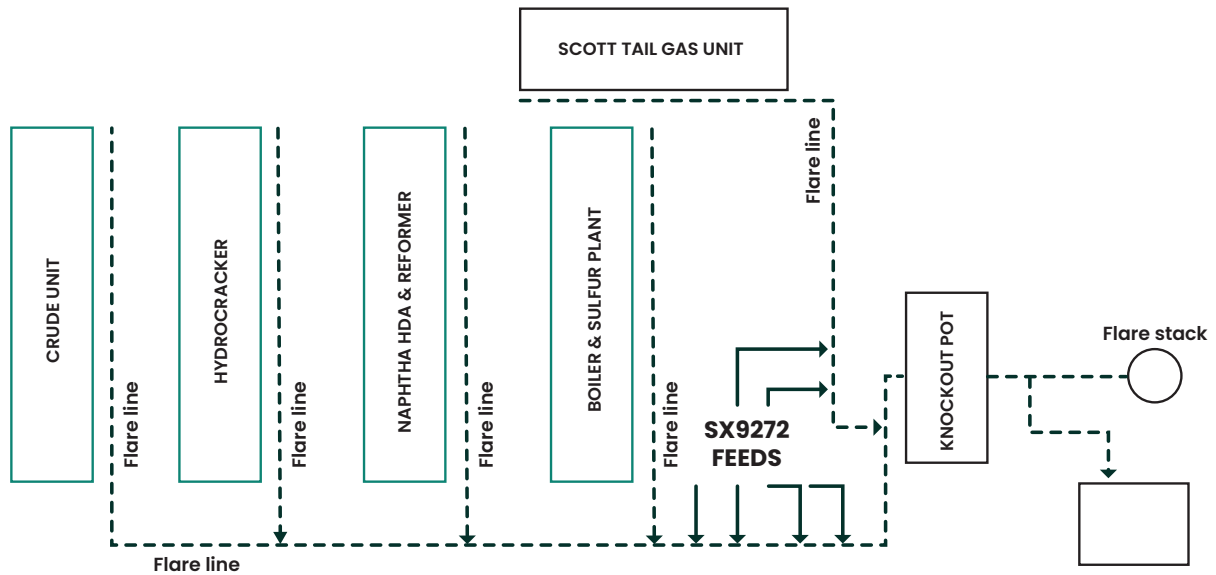 SCOTT TAIL GAS UNIT
Flare line
CRUDE UNIT
Flare line
HYDROCRACKER
Flare line
NAPHTHA HDA & REFORMER
Flare line
BOILER & SULFUR PLANT
Flare line
SX9272
FEEDS
KNOCKOUT POT
Flare stack
Flare line